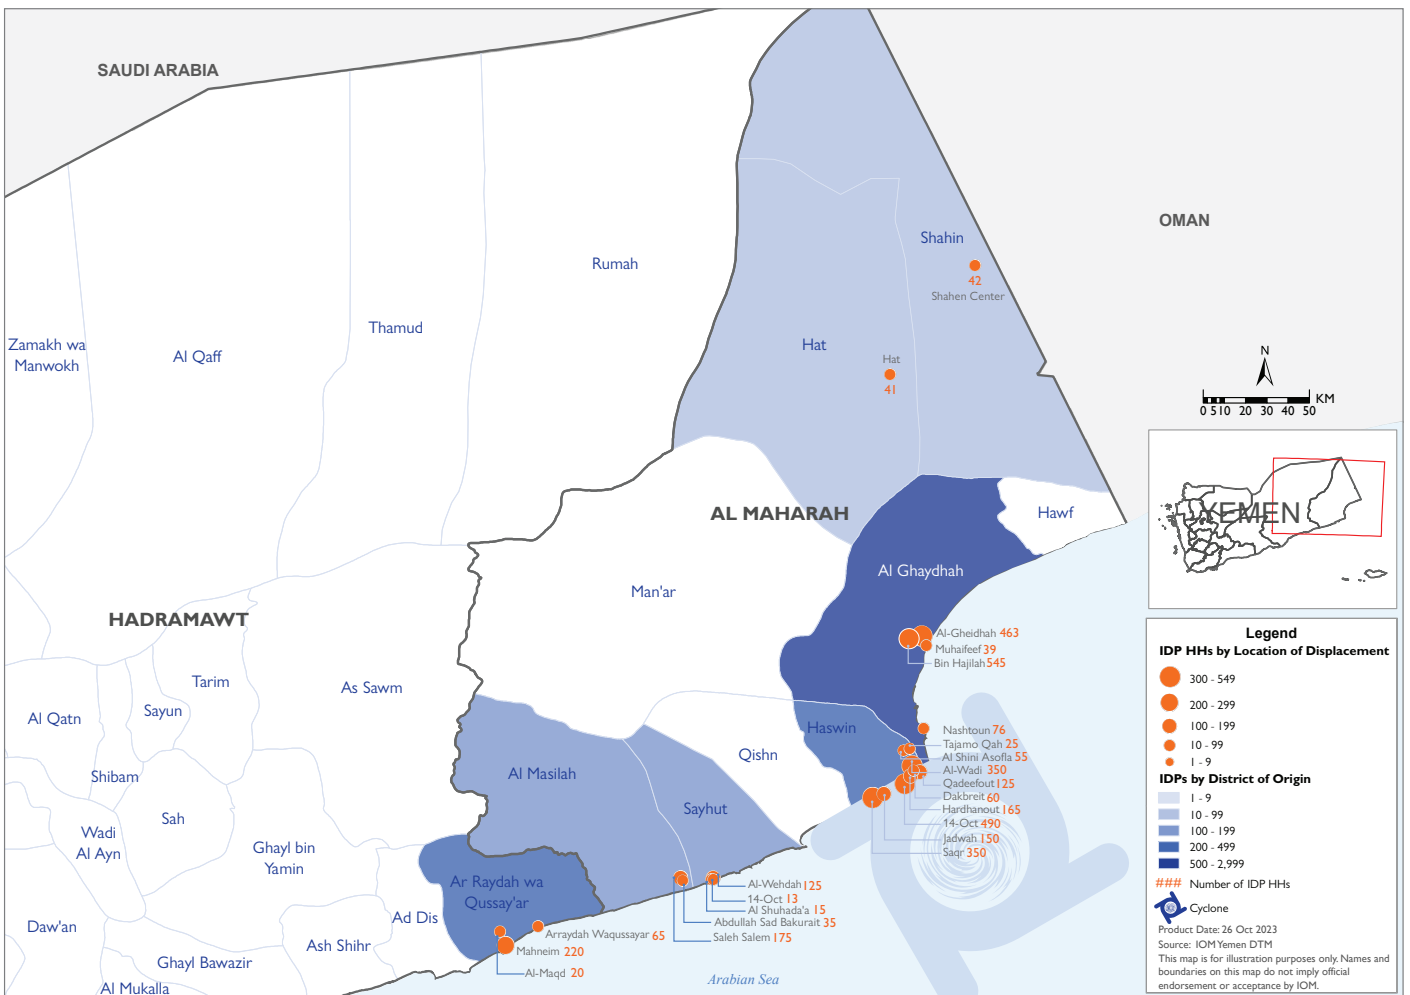 SAUDI ARABIA
OMAN
Shahin
42
Shahen Center
Rumah
Thamud
Zamakh wa
Manwokh
Al Qaff
Hat
Hat
41
N
KM
0 5 10 20 30 40 50
YEMEN
AL MAHARAH
Hawf
Al Ghaydhah
Man'ar
HADRAMAWT
Al-Gheidhah 463
Muhaifeef 39
Bin Hajilah 545
Tarim
As Sawm
Sayun
Al Qatn
Haswin
Qishn
Nashtoun 76
Tajamo Qah 25
Al Shini Asofla 55
Al-Wadi 350
Qadeefout 125
Dakbreit 60
Hardhanout 165
14-Oct 490
Jadwah 150
Saqr 350
Shibam
Al Masilah
Sayhut
Sah
Wadi
Al Ayn
Ghayl bin
Yamin
Ar Raydah wa
Qussay'ar
Al-Wehdah 125
14-Oct 13
Al Shuhada'a 15
Abdullah Sad Bakurait 35
Saleh Salem 175
Ad Dis
Daw'an
Arraydah Waqussayar 65
Mahneim 220
Al-Maqd 20
Ash Shihr
Ghayl Bawazir
Al Mukalla
Arabian Sea
Legend
IDP HHs by Location of Displacement
300 - 549
200 - 299
100 - 199
10 - 99
1 - 9
IDPs by District of Origin
1 - 9
10 - 99
100 - 199
200 - 499
500 - 2,999
### Number of IDP HHs
Cyclone
Product Date: 26 Oct 2023
Source: IOM Yemen DTM
This map is for illustration purposes only. Names and
boundaries on this map do not imply official
endorsement or acceptance by IOM.